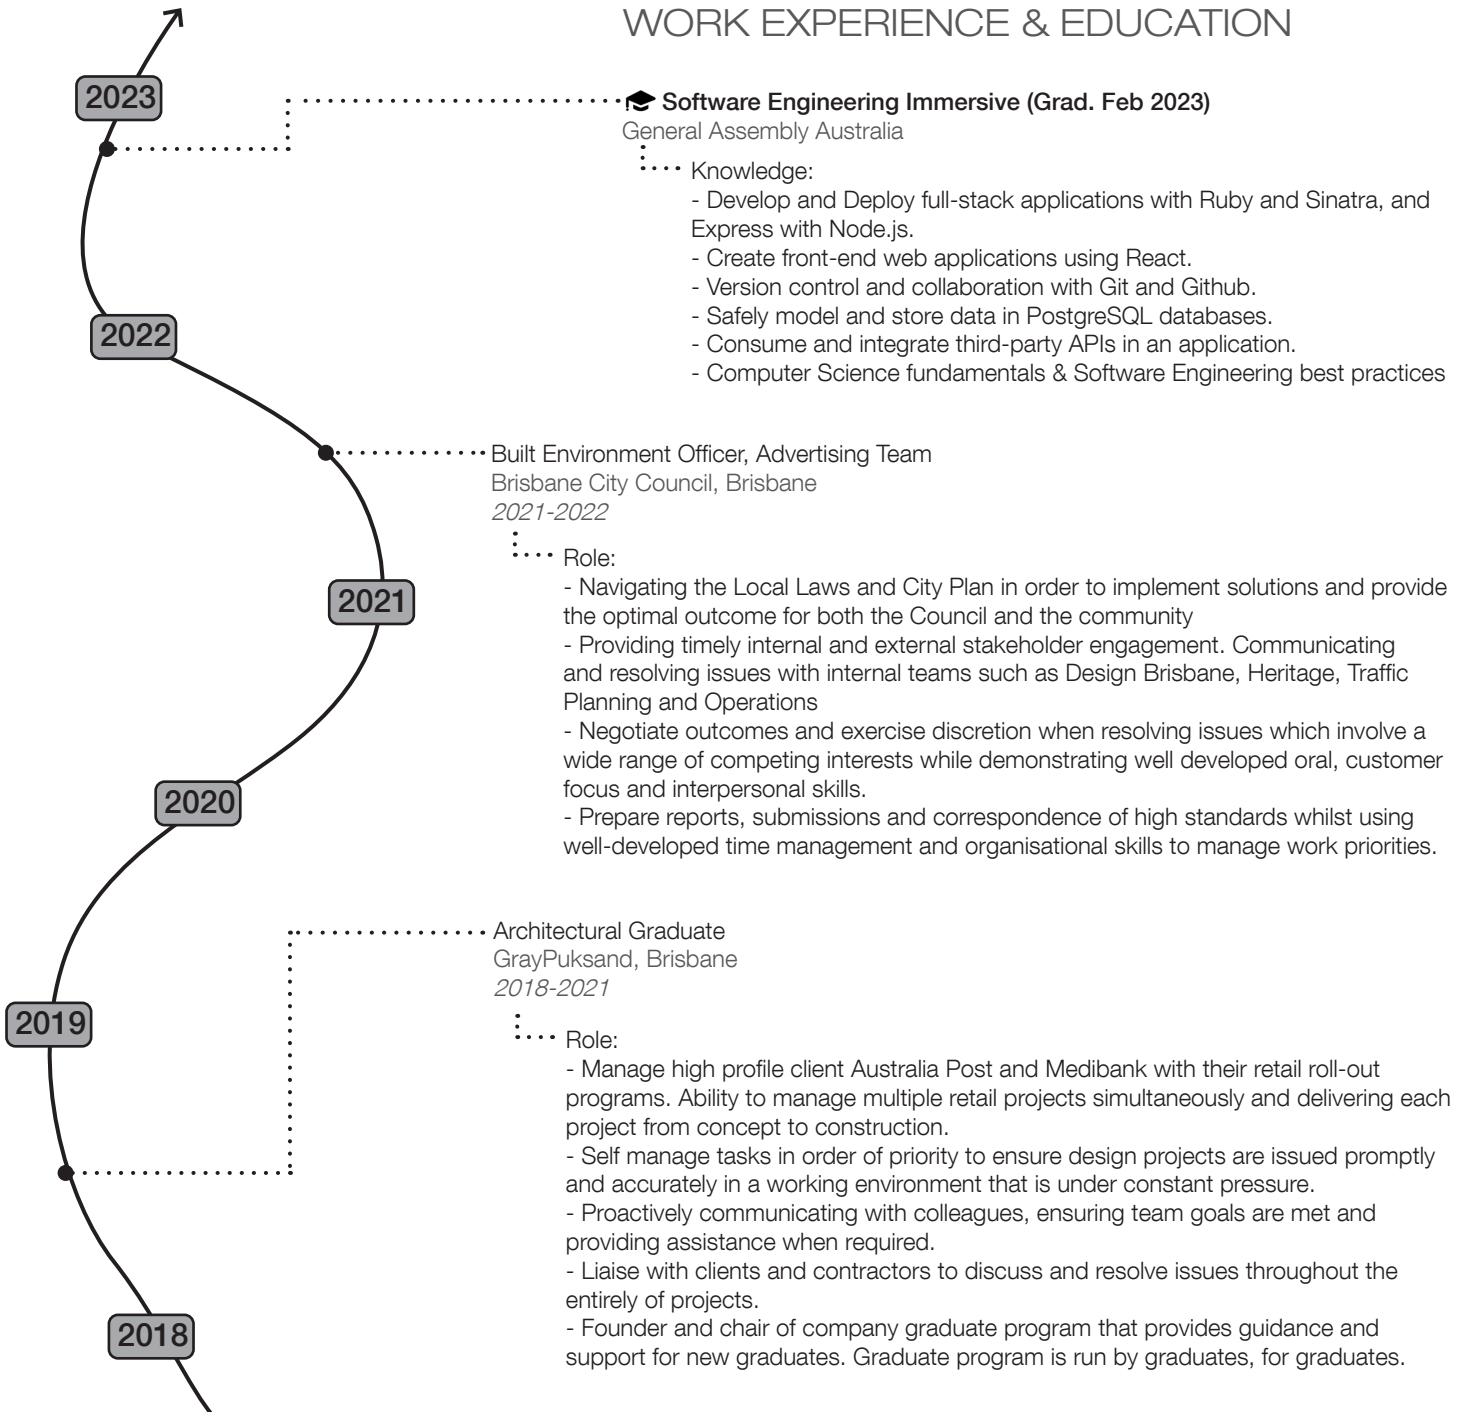 WORK EXPERIENCE & EDUCATION
2023
Software Engineering Immersive (Grad. Feb 2023)
General Assembly Australia
Knowledge:
- Develop and Deploy full-stack applications with Ruby and Sinatra, and
Express with Node.js.
- Create front-end web applications using React.
- Version control and collaboration with Git and Github.
- Safely model and store data in PostgreSQL databases.
- Consume and integrate third-party APIs in an application.
- Computer Science fundamentals & Software Engineering best practices
2022
Built Environment Officer, Advertising Team
Brisbane City Council, Brisbane
2021-2022
Role:
- Navigating the Local Laws and City Plan in order to implement solutions and provide
the optimal outcome for both the Council and the community
- Providing timely internal and external stakeholder engagement. Communicating
and resolving issues with internal teams such as Design Brisbane, Heritage, Traffic
Planning and Operations
- Negotiate outcomes and exercise discretion when resolving issues which involve a
wide range of competing interests while demonstrating well developed oral, customer
focus and interpersonal skills.
- Prepare reports, submissions and correspondence of high standards whilst using
well-developed time management and organisational skills to manage work priorities.
2021
2020
Architectural Graduate
GrayPuksand, Brisbane
2018-2021
Role:
- Manage high profile client Australia Post and Medibank with their retail roll-out
programs. Ability to manage multiple retail projects simultaneously and delivering each
project from concept to construction.
- Self manage tasks in order of priority to ensure design projects are issued promptly
and accurately in a working environment that is under constant pressure.
- Proactively communicating with colleagues, ensuring team goals are met and
providing assistance when required.
- Liaise with clients and contractors to discuss and resolve issues throughout the
entirely of projects.
- Founder and chair of company graduate program that provides guidance and
support for new graduates. Graduate program is run by graduates, for graduates.
2019
2018